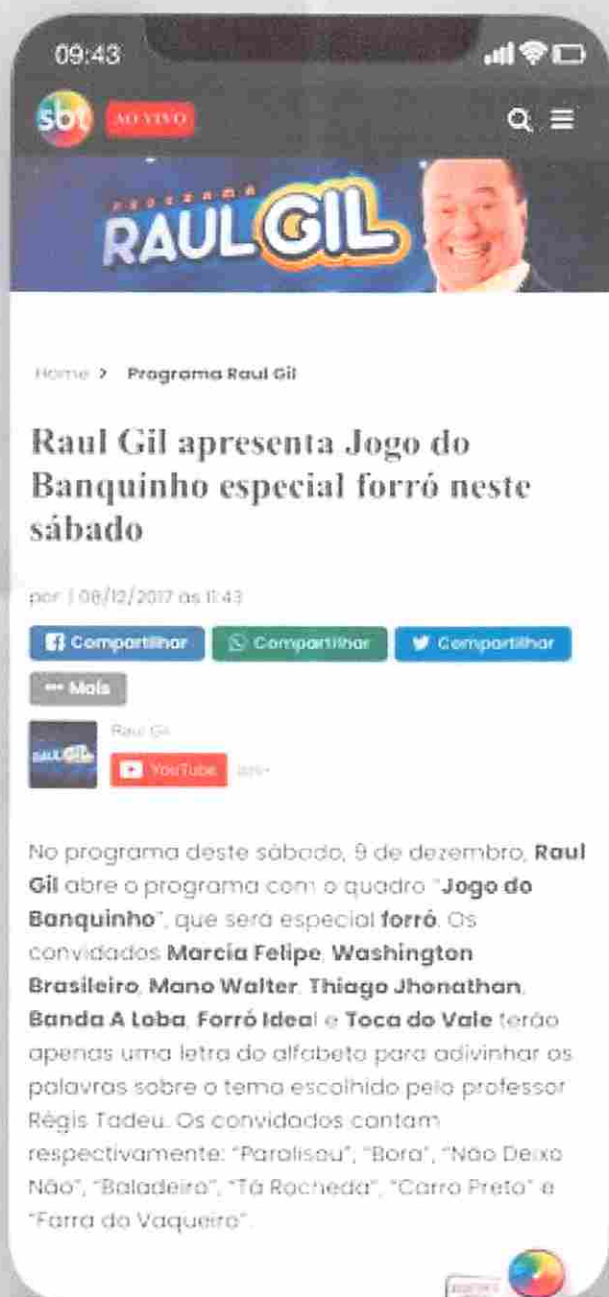 09:43
sbt AO VIVO
PROGRAMA
RAUL GIL
Home > Programa Raul Gil
Raul Gil apresenta Jogo do
Banquinho especial forró neste
sábado
por | 08/12/2017 às 11:43
Compartilhar Compartilhar Compartilhar
Mais
Raul Gil
RAUL GIL
YouTube
No programa deste sábado, 9 de dezembro, Raul
Gil abre o programa com o quadro "Jogo do
Banquinho", que será especial forró. Os
convidados Marcia Felipe, Washington
Brasileiro, Mano Walter, Thiago Jhonathan,
Banda A Loba, Forró Ideal e Toca do Vale terão
apenas uma letra do alfabeto para adivinhar as
palavras sobre o tema escolhido pelo professor
Régis Tadeu. Os convidados cantam
respectivamente: "Paralisou", "Bora", "Não Deixo
Não", "Baladeiro", "Tá Rocheda", "Carro Preto" e
"Farra do Vaqueiro".